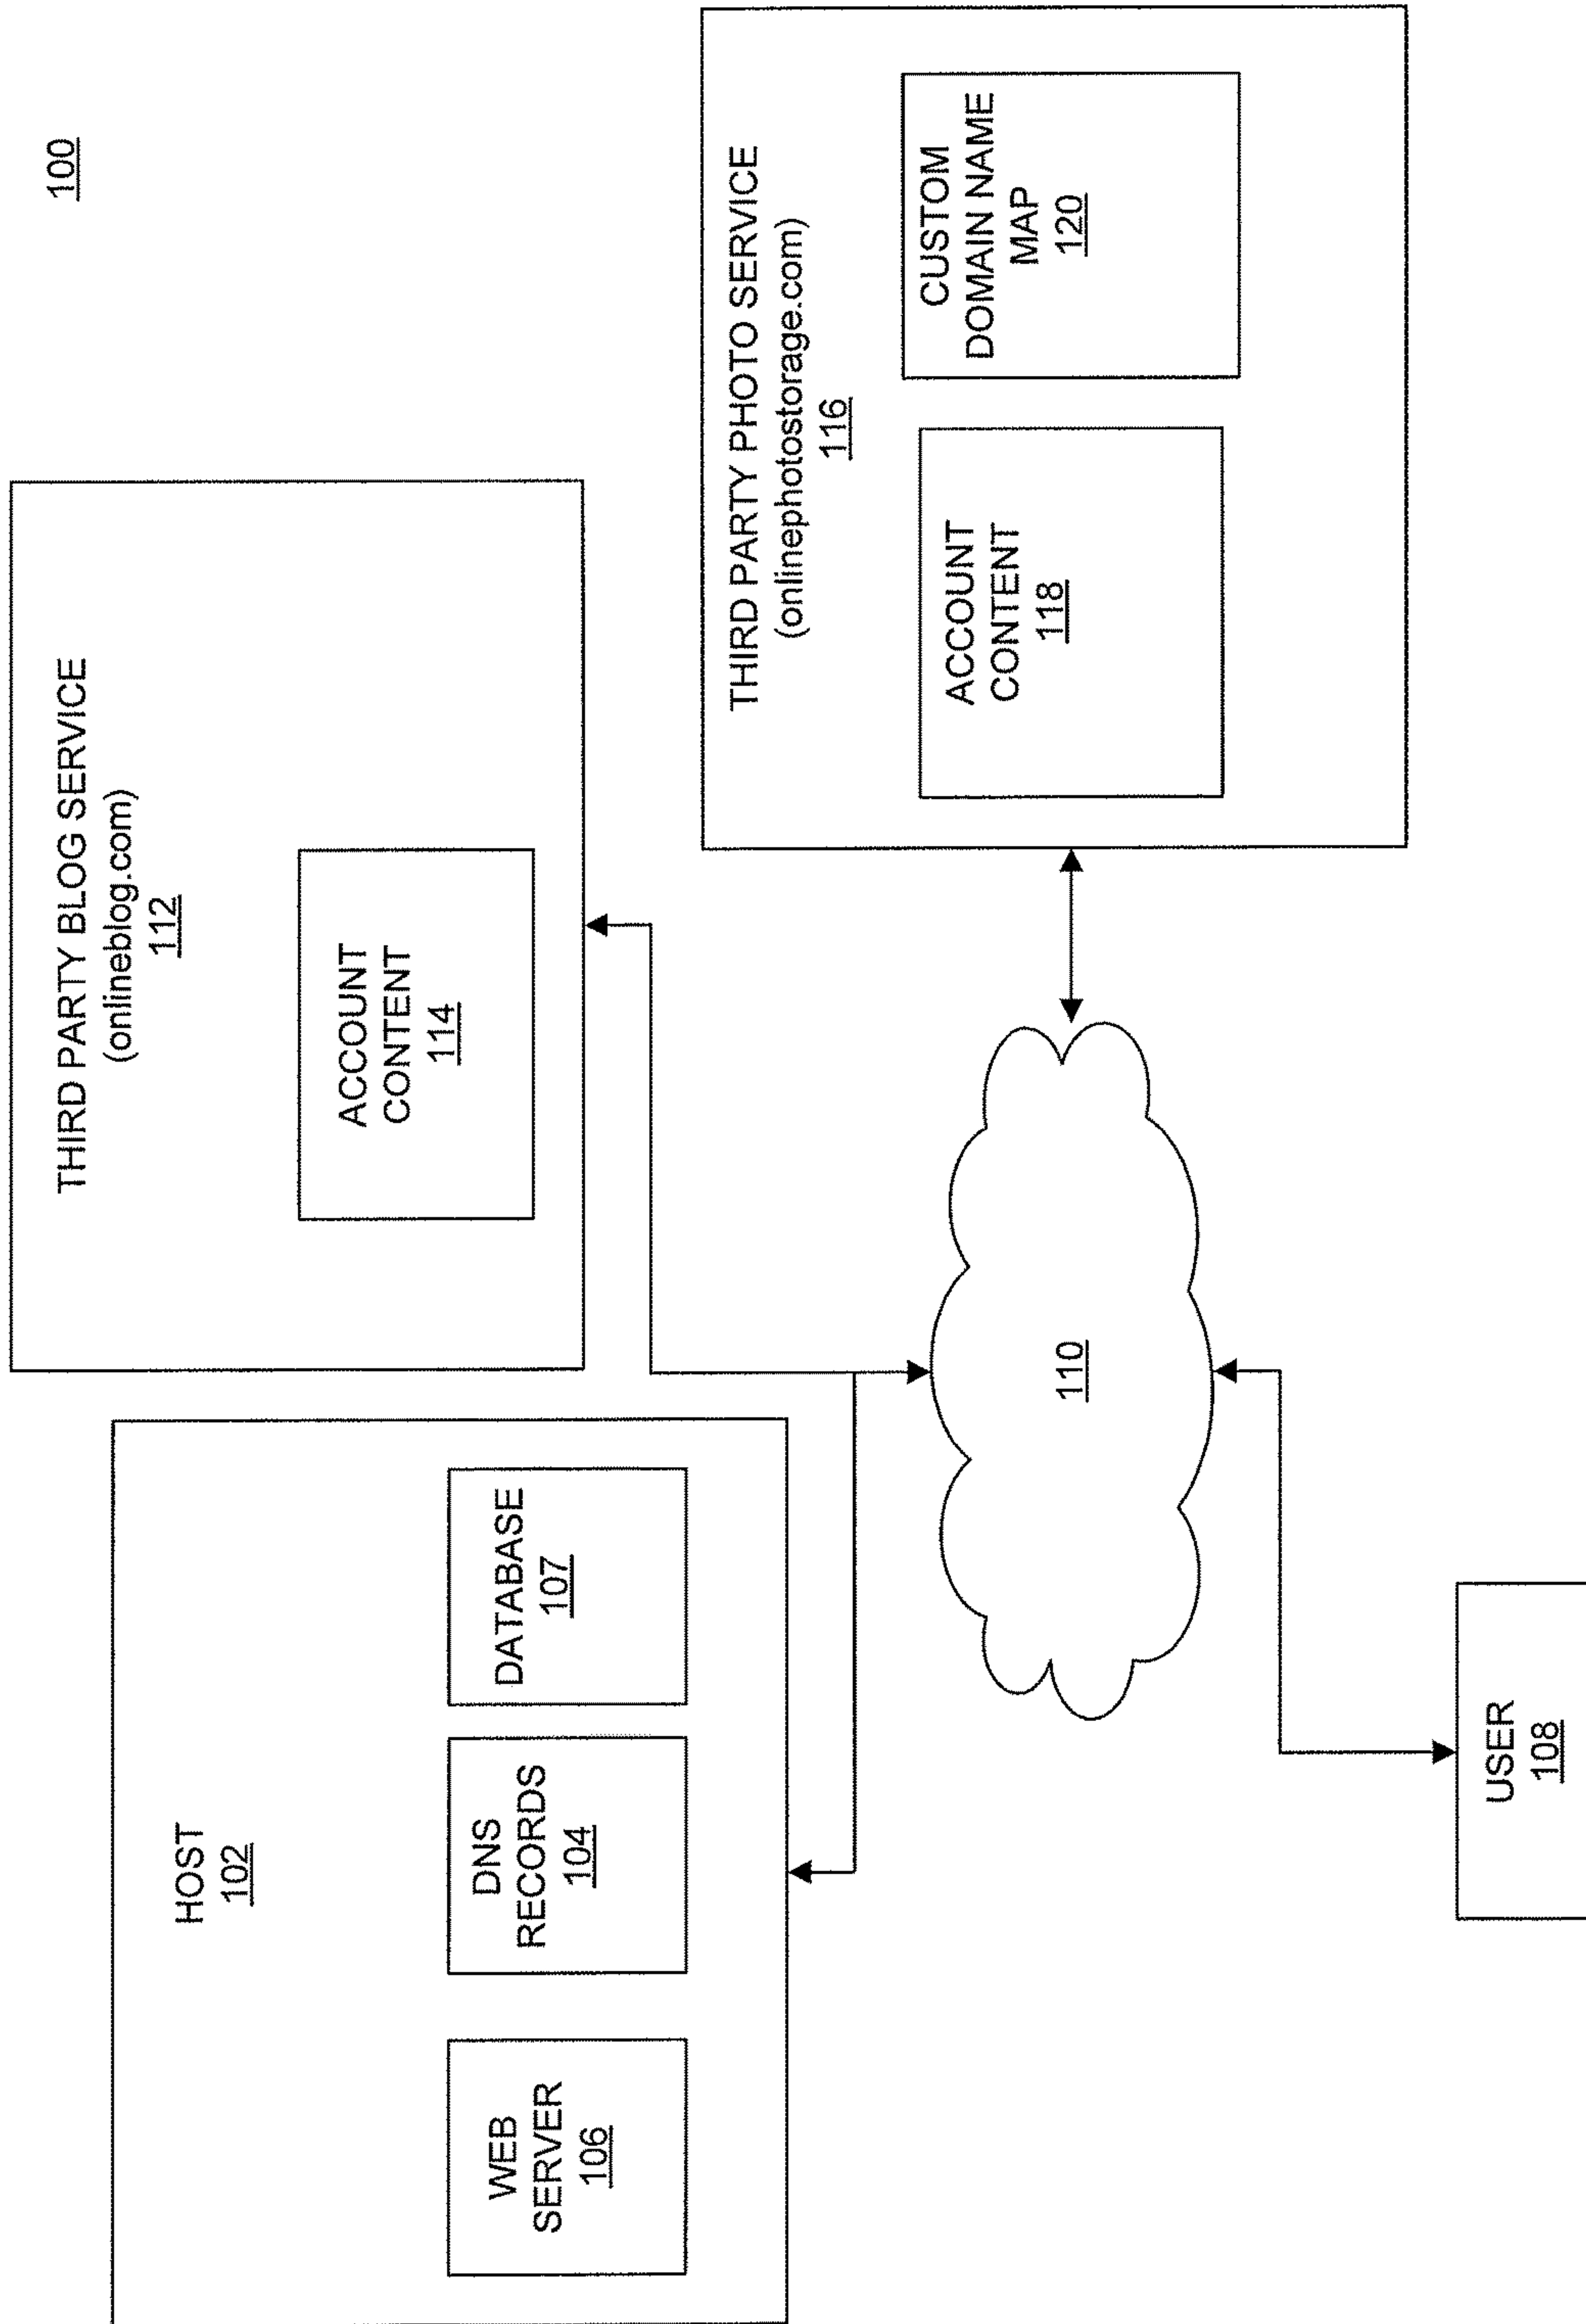 100
HOST
102
WEB
SERVER
106
DNS
RECORDS
104
DATABASE
107
THIRD PARTY BLOG SERVICE
(onlineblog.com)
112
ACCOUNT
CONTENT
114
THIRD PARTY PHOTO SERVICE
(onlinephotostorage.com)
116
ACCOUNT
CONTENT
118
CUSTOM
DOMAIN NAME
MAP
120
110
USER
108